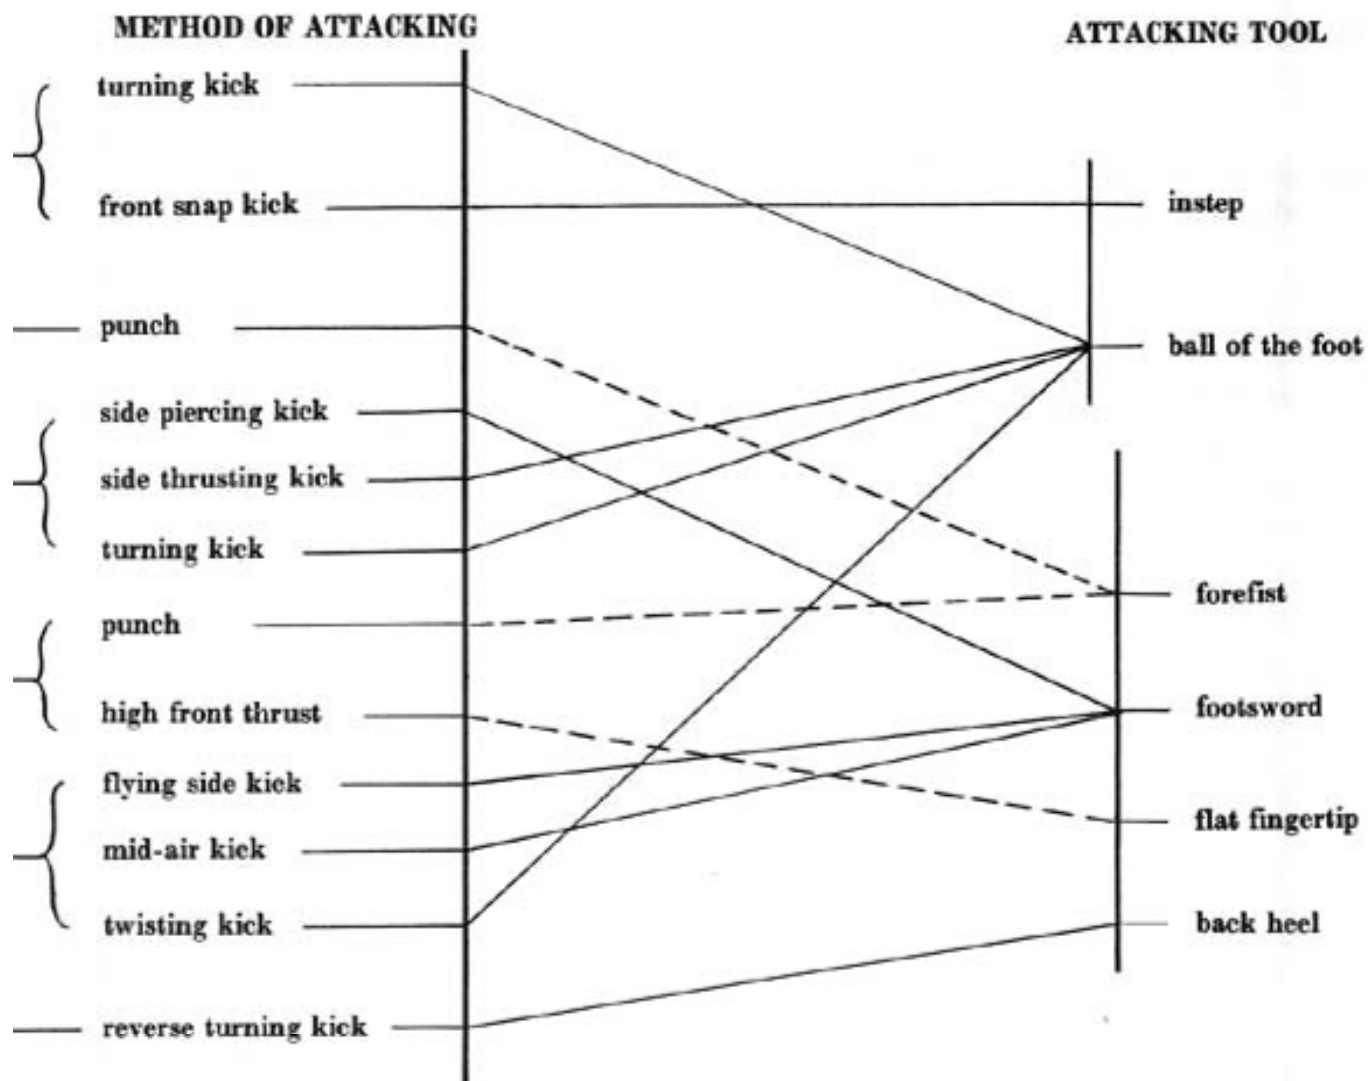 METHOD OF ATTACKING
ATTACKING TOOL
turning kick
front snap kick
punch
side piercing kick
side thrusting kick
turning kick
punch
high front thrust
flying side kick
mid-air kick
twisting kick
reverse turning kick
instep
ball of the foot
forefist
footsword
flat fingertip
back heel